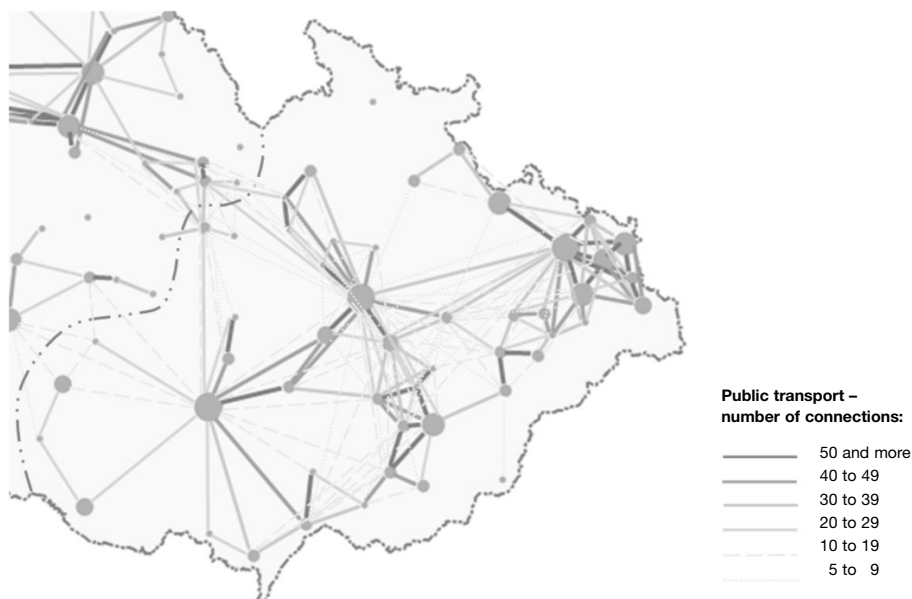 Public transport –
number of connections:
50 and more
40 to 49
30 to 39
20 to 29
10 to 19
5 to 9